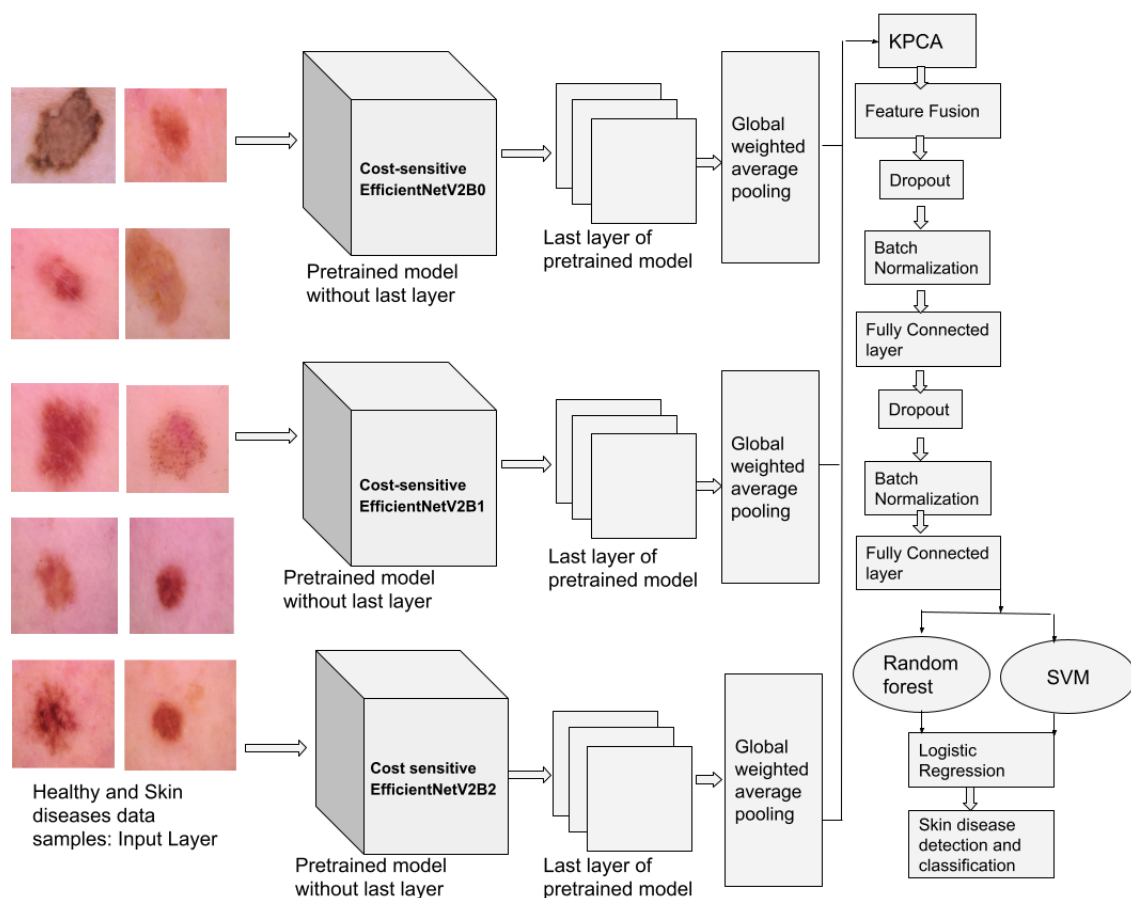 Healthy and Skin
diseases data
samples: Input Layer
Cost-sensitive
EfficientNetV2B0
Pretrained model
without last layer
Last layer of
pretrained model
Global
weighted
average
pooling
Cost-sensitive
EfficientNetV2B1
Pretrained model
without last layer
Last layer of
pretrained model
Global
weighted
average
pooling
Cost sensitive
EfficientNetV2B2
Pretrained model
without last layer
Last layer of
pretrained model
Global
weighted
average
pooling
KPCA
Feature Fusion
Dropout
Batch
Normalization
Fully Connected
layer
Dropout
Batch
Normalization
Fully Connected
layer
Random
forest
SVM
Logistic
Regression
Skin disease
detection and
classification